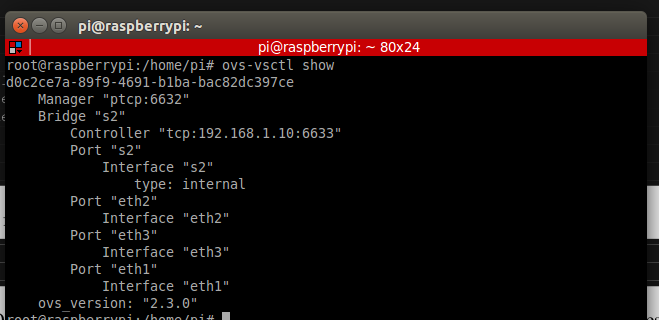 pi@raspberrypi: ~
pi@raspberrypi: ~ 80x24
root@raspberrypi:/home/pi# ovs-vsctl show
d0c2ce7a-89f9-4691-b1ba-bac82dc397ce
    Manager "ptcp:6632"
    Bridge "s2"
        Controller "tcp:192.168.1.10:6633"
        Port "s2"
            Interface "s2"
                type: internal
        Port "eth2"
            Interface "eth2"
        Port "eth3"
            Interface "eth3"
        Port "eth1"
            Interface "eth1"
    ovs_version: "2.3.0"
root@raspberrypi:/home/pi#